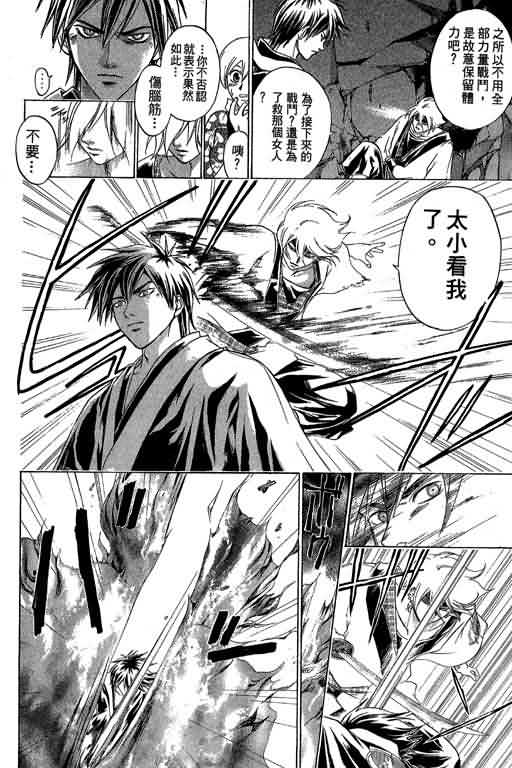 之所以不用全
部力量戰鬥，
是故意保留體
力吧？
為了接下來的
戰鬥？還是為
了救那個女人
？
咦？
…你不否認
就表示果然
如此…
傷腦筋…
…
不要…
太小看我
了。